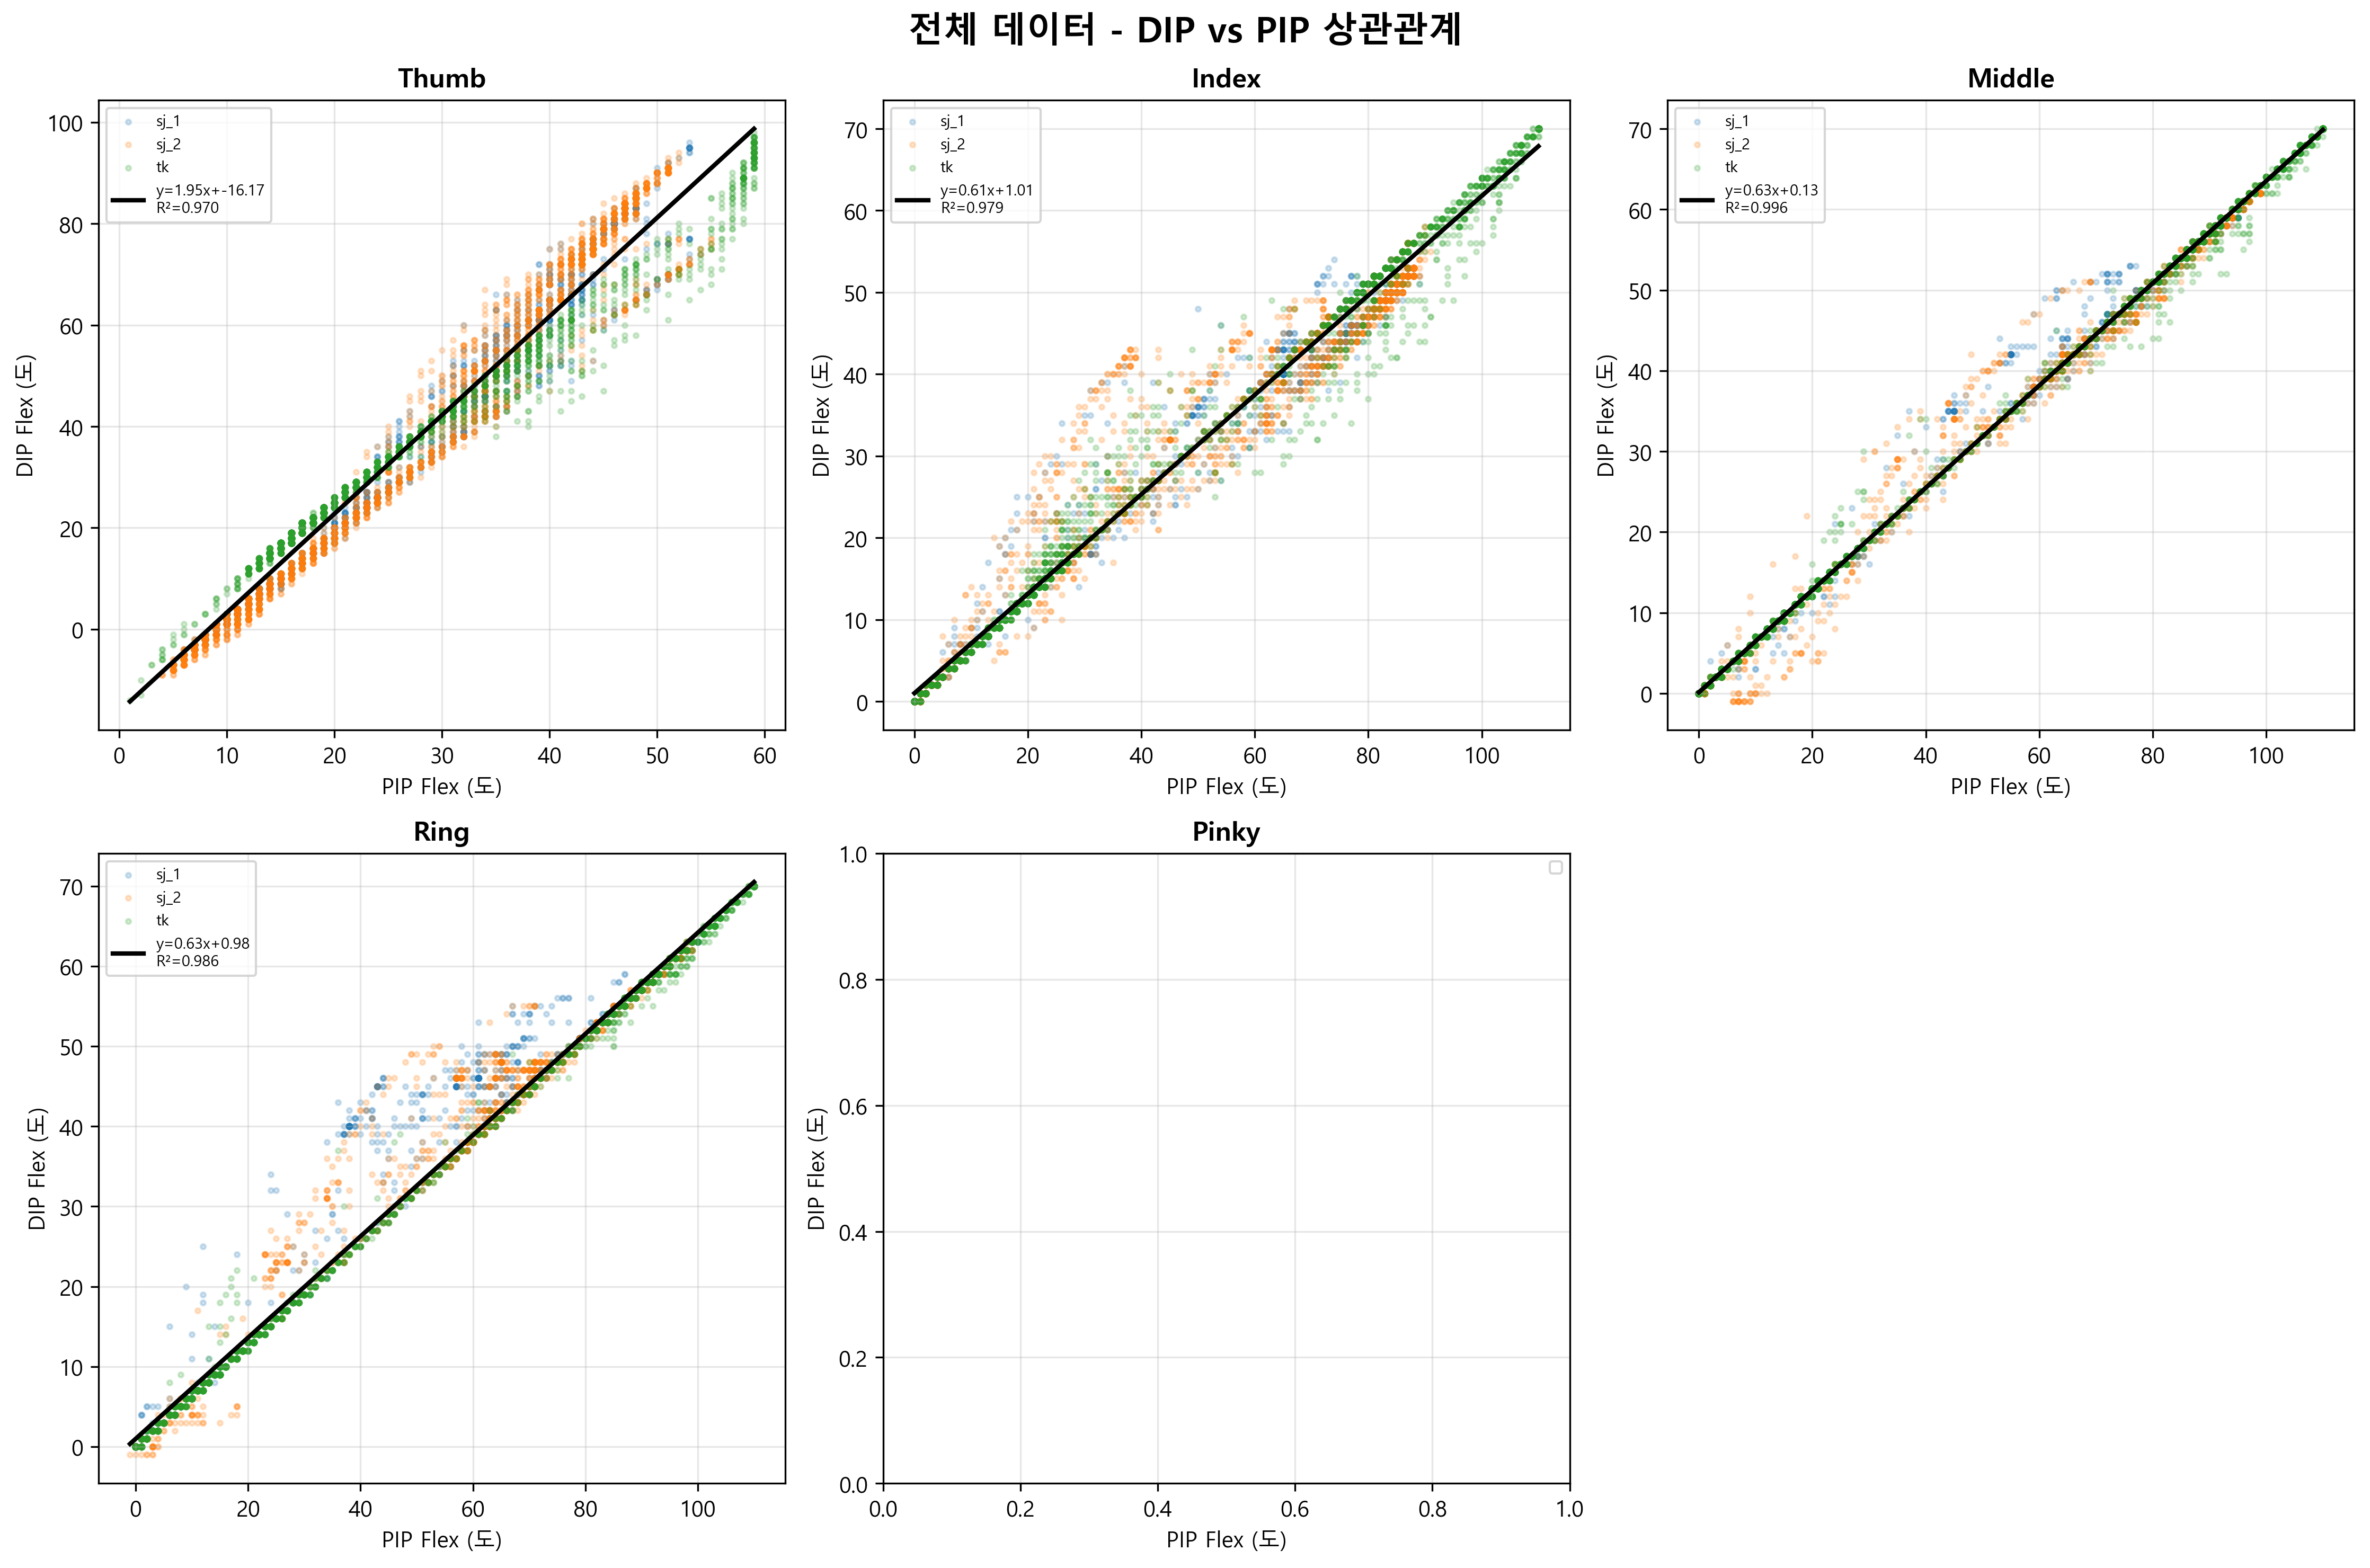 전체 데이터 - DIP vs PIP 상관관계
Thumb
100
80
60
40
20
0
DIP Flex (도)
sj_1
sj_2
tk
y=1.95x+-16.17
R²=0.970
0 10 20 30 40 50 60
PIP Flex (도)
Index
70
60
50
40
30
20
10
0
DIP Flex (도)
sj_1
sj_2
tk
y=0.61x+1.01
R²=0.979
0 20 40 60 80 100
PIP Flex (도)
Middle
70
60
50
40
30
20
10
0
DIP Flex (도)
sj_1
sj_2
tk
y=0.63x+0.13
R²=0.996
0 20 40 60 80 100
PIP Flex (도)
Ring
70
60
50
40
30
20
10
0
DIP Flex (도)
sj_1
sj_2
tk
y=0.63x+0.98
R²=0.986
0 20 40 60 80 100
PIP Flex (도)
Pinky
1.0
0.8
0.6
0.4
0.2
0.0
DIP Flex (도)
0.0 0.2 0.4 0.6 0.8 1.0
PIP Flex (도)